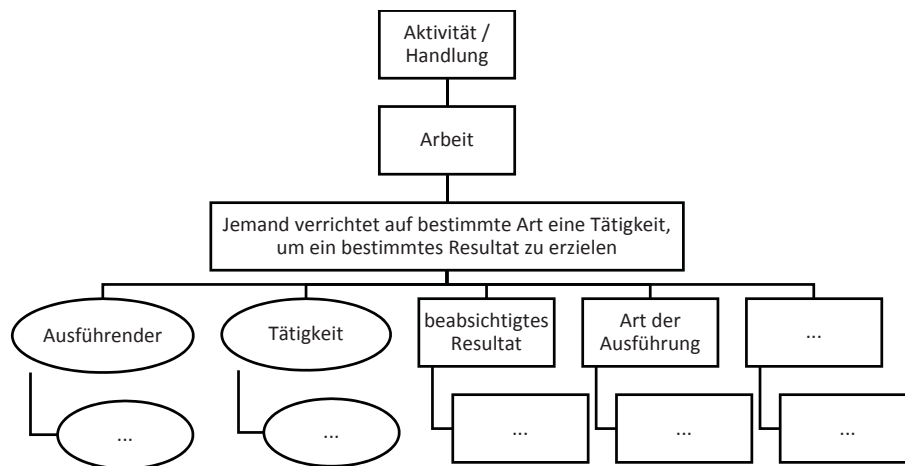 Aktivität /
Handlung
Arbeit
Jemand verrichtet auf bestimmte Art eine Tätigkeit,
um ein bestimmtes Resultat zu erzielen
Ausführender
Tätigkeit
beabsichtigtes
Resultat
Art der
Ausführung
...
...
...
...
...
...